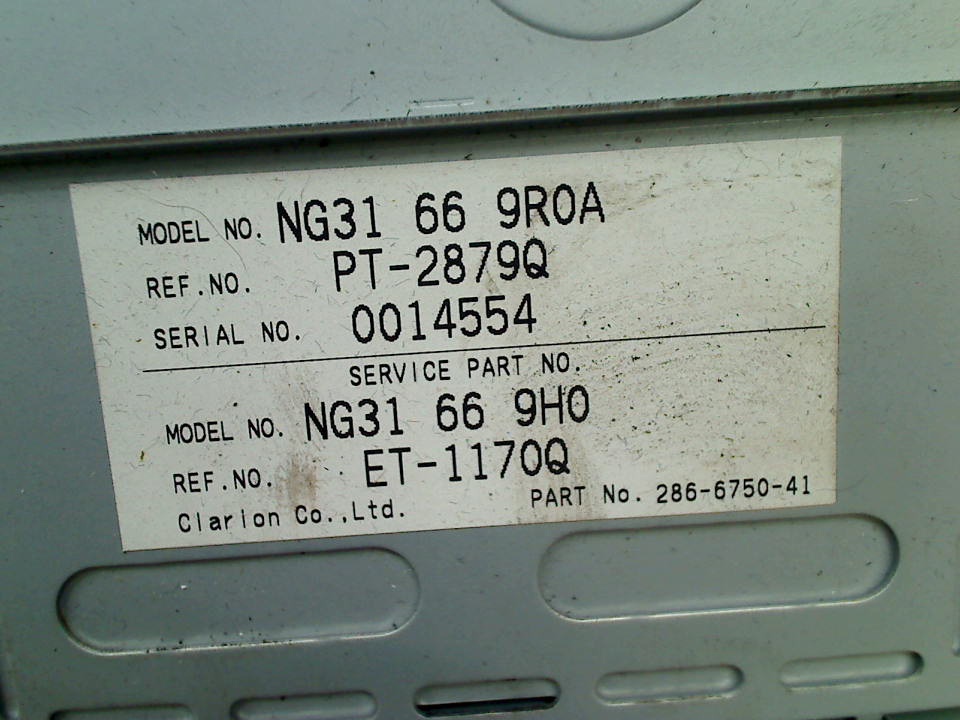 MODEL NO. NG31 66 9R0A
REF.NO. PT-2879Q
SERIAL NO. 0014554
SERVICE PART NO.
MODEL NO. NG31 66 9H0
REF.NO. ET-1170Q
Clarion Co.,Ltd. PART No. 286-6750-41